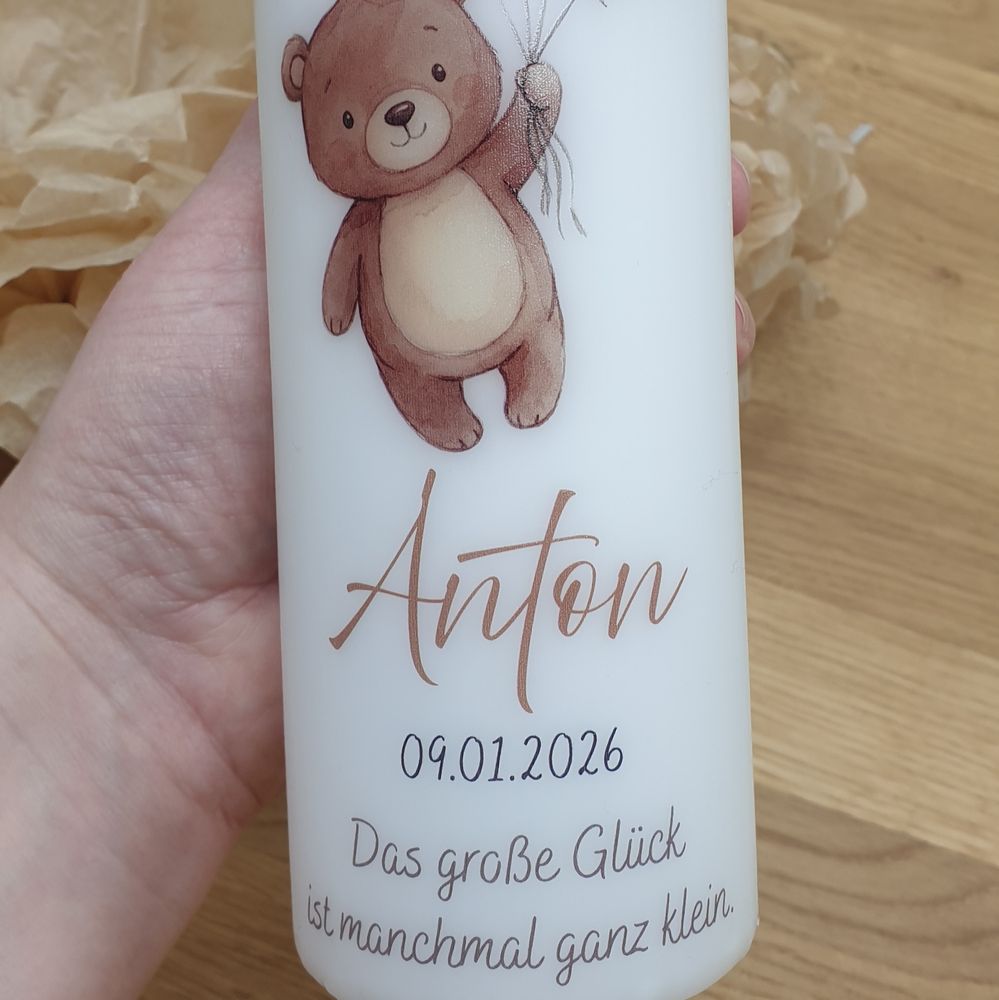 Anton
09.01.2026
Das große Glück
ist manchmal ganz klein.